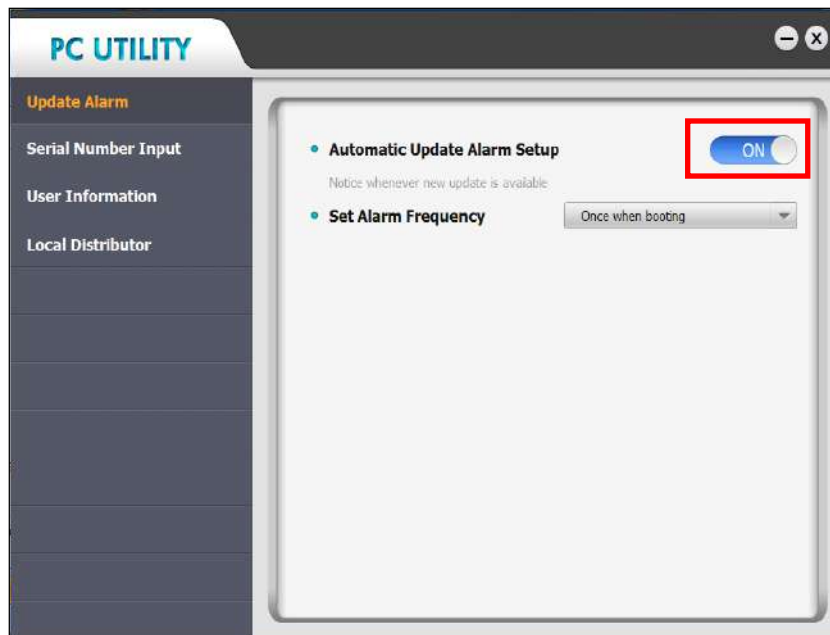 PC UTILITY
Update Alarm
Serial Number Input
User Information
Local Distributor
Automatic Update Alarm Setup
ON
Notice whenever new update is available
Set Alarm Frequency
Once when booting